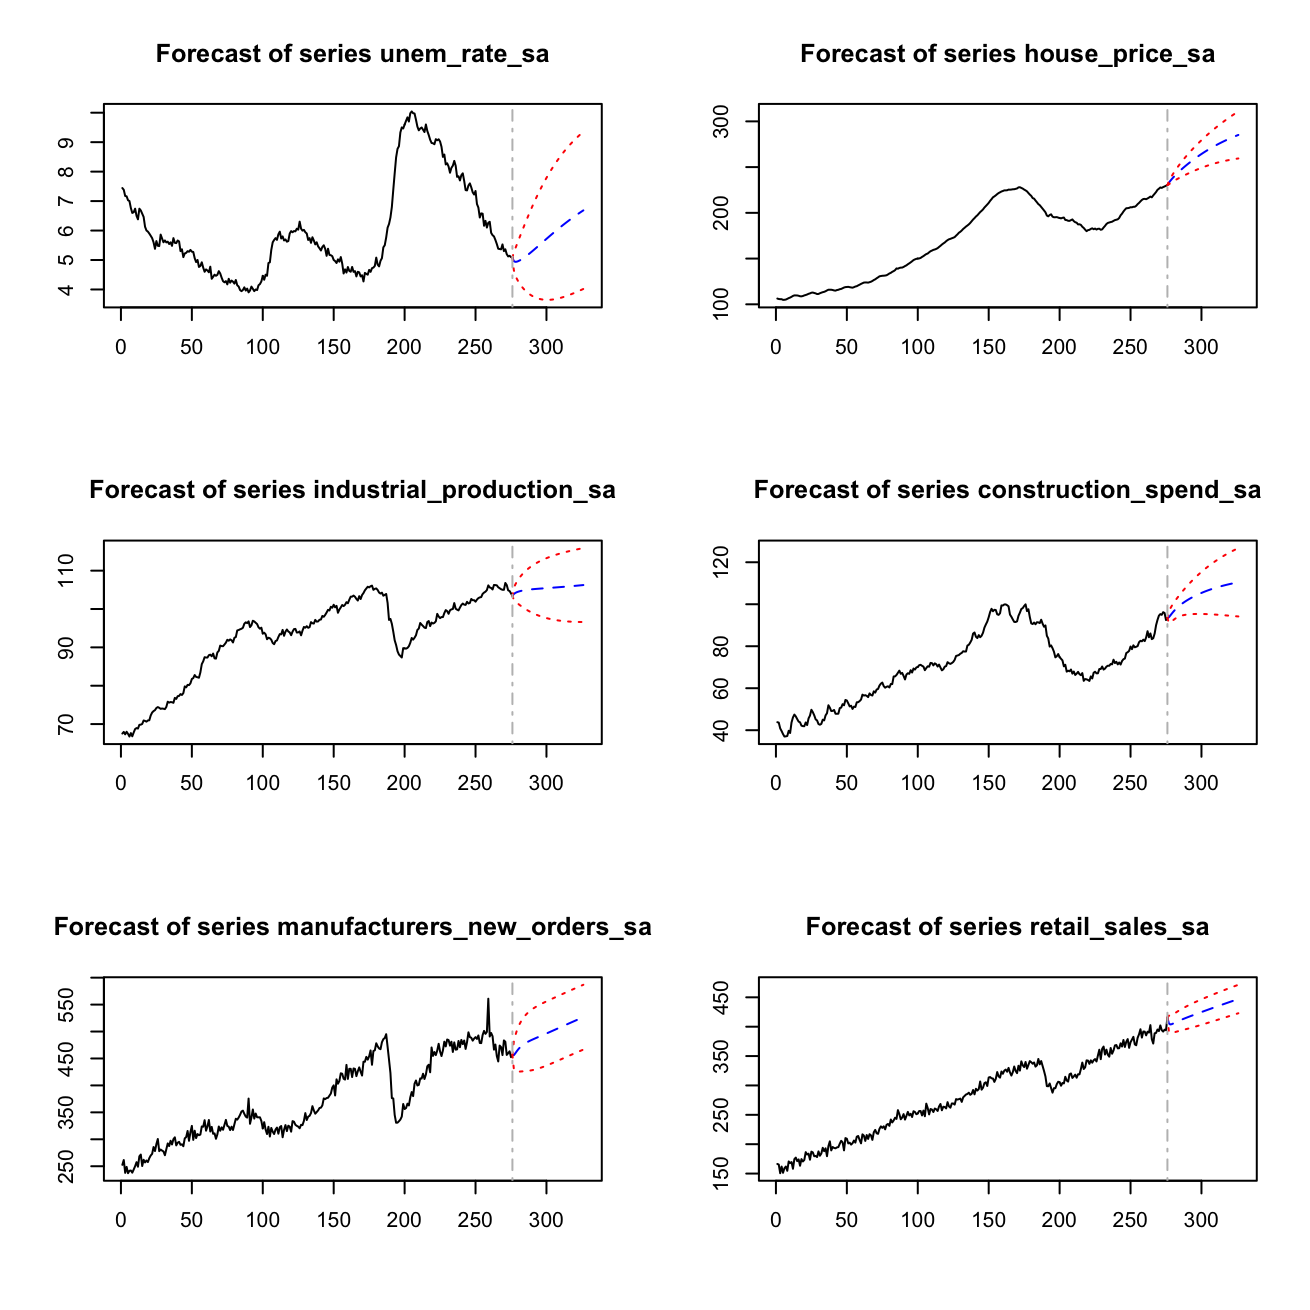 Forecast of series unem_rate_sa
4 5 6 7 8 9
0 50 100 150 200 250 300
Forecast of series house_price_sa
100 200 300
0 50 100 150 200 250 300
Forecast of series industrial_production_sa
70 90 110
0 50 100 150 200 250 300
Forecast of series construction_spend_sa
40 60 80 120
0 50 100 150 200 250 300
Forecast of series manufacturers_new_orders_sa
250 350 450 550
0 50 100 150 200 250 300
Forecast of series retail_sales_sa
150 250 350 450
0 50 100 150 200 250 300